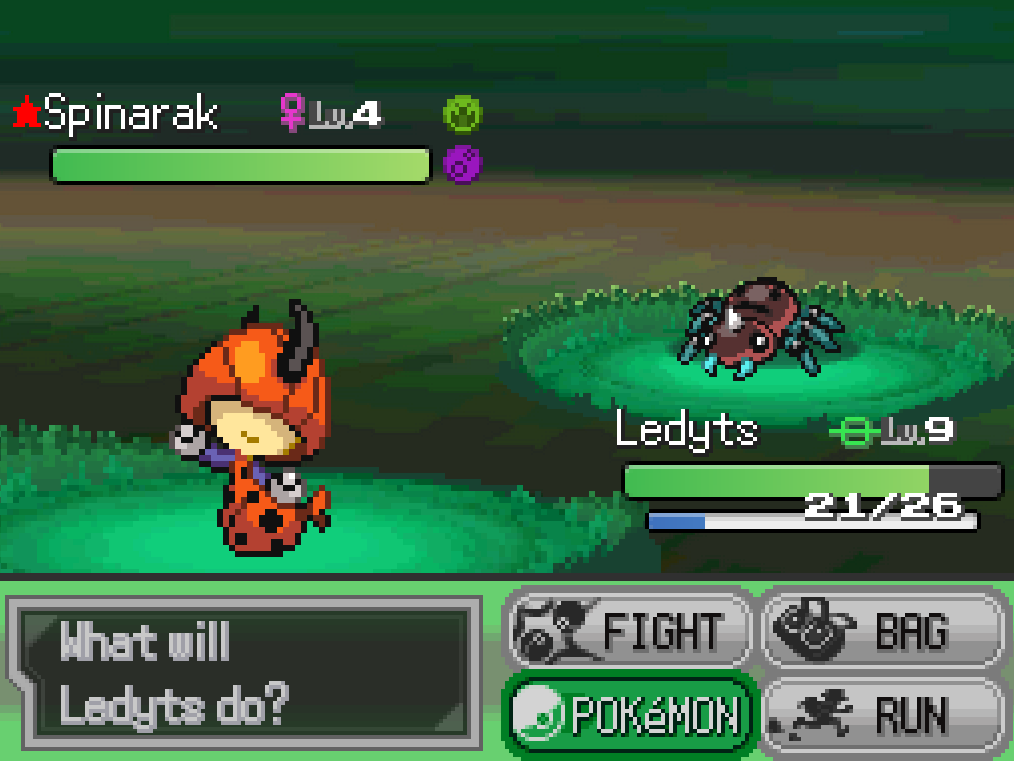 Spinarak ♀ Lv.4
Ledyts Lv.9
21/26
What will
Ledyts do?
FIGHT
BAG
POKéMON
RUN